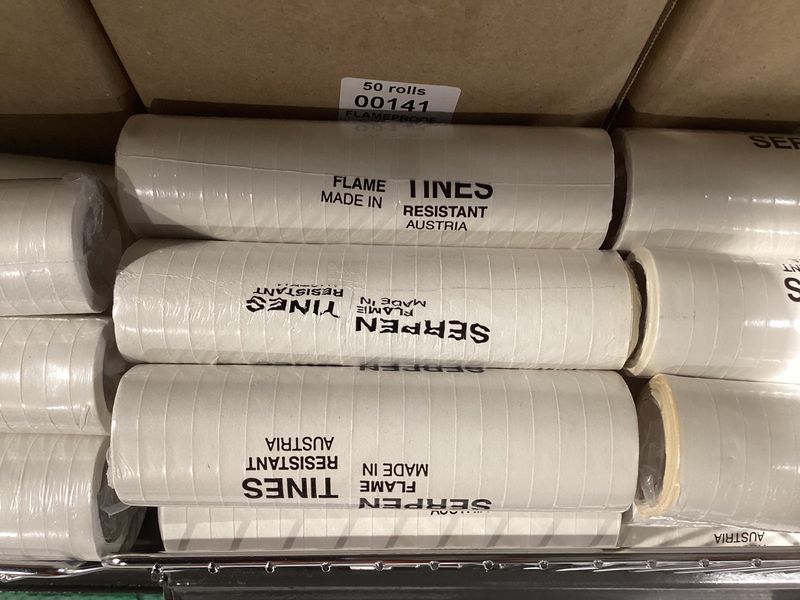 50 rolls
00141
FLAMEPROOF
FLAME TINES
MADE IN RESISTANT
AUSTRIA
SER
SERPEN TINES
FLAME RESISTANT
MADE IN
S
SERPEN
SERPEN TINES
FLAME RESISTANT
MADE IN AUSTRIA
AUSTRIA